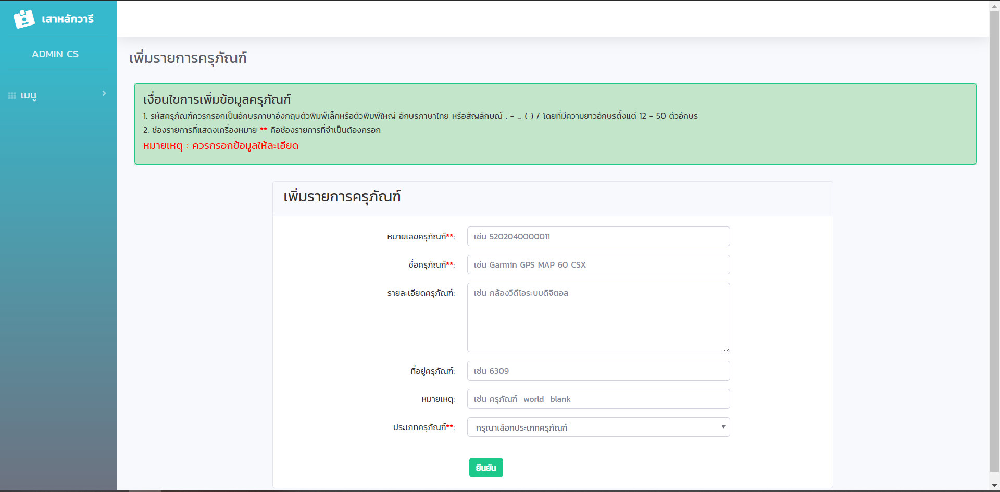 เสาหลักวารี
ADMIN CS
เมนู
เพิ่มรายการครุภัณฑ์
เงื่อนไขการเพิ่มข้อมูลครุภัณฑ์
1. รหัสครุภัณฑ์ควรกรอกเป็นอักษรภาษาอังกฤษตัวพิมพ์เล็กหรือตัวพิมพ์ใหญ่ อักษรภาษาไทย หรือสัญลักษณ์ . - _ ( ) / โดยที่มีความยาวอักษรตั้งแต่ 12 - 50 ตัวอักษร
2. ช่องรายการที่แสดงเครื่องหมาย ** คือช่องรายการที่จำเป็นต้องกรอก
หมายเหตุ : ควรกรอกข้อมูลให้ละเอียด
เพิ่มรายการครุภัณฑ์
หมายเลขครุภัณฑ์**: เช่น 5202040000011
ชื่อครุภัณฑ์**: เช่น Garmin GPS MAP 60 CSX
รายละเอียดครุภัณฑ์: เช่น กล้องวีดีโอระบบดิจิตอล
ที่อยู่ครุภัณฑ์: เช่น 6309
หมายเหตุ: เช่น ครุภัณฑ์ world blank
ประเภทครุภัณฑ์**: กรุณาเลือกประเภทครุภัณฑ์
ยืนยัน